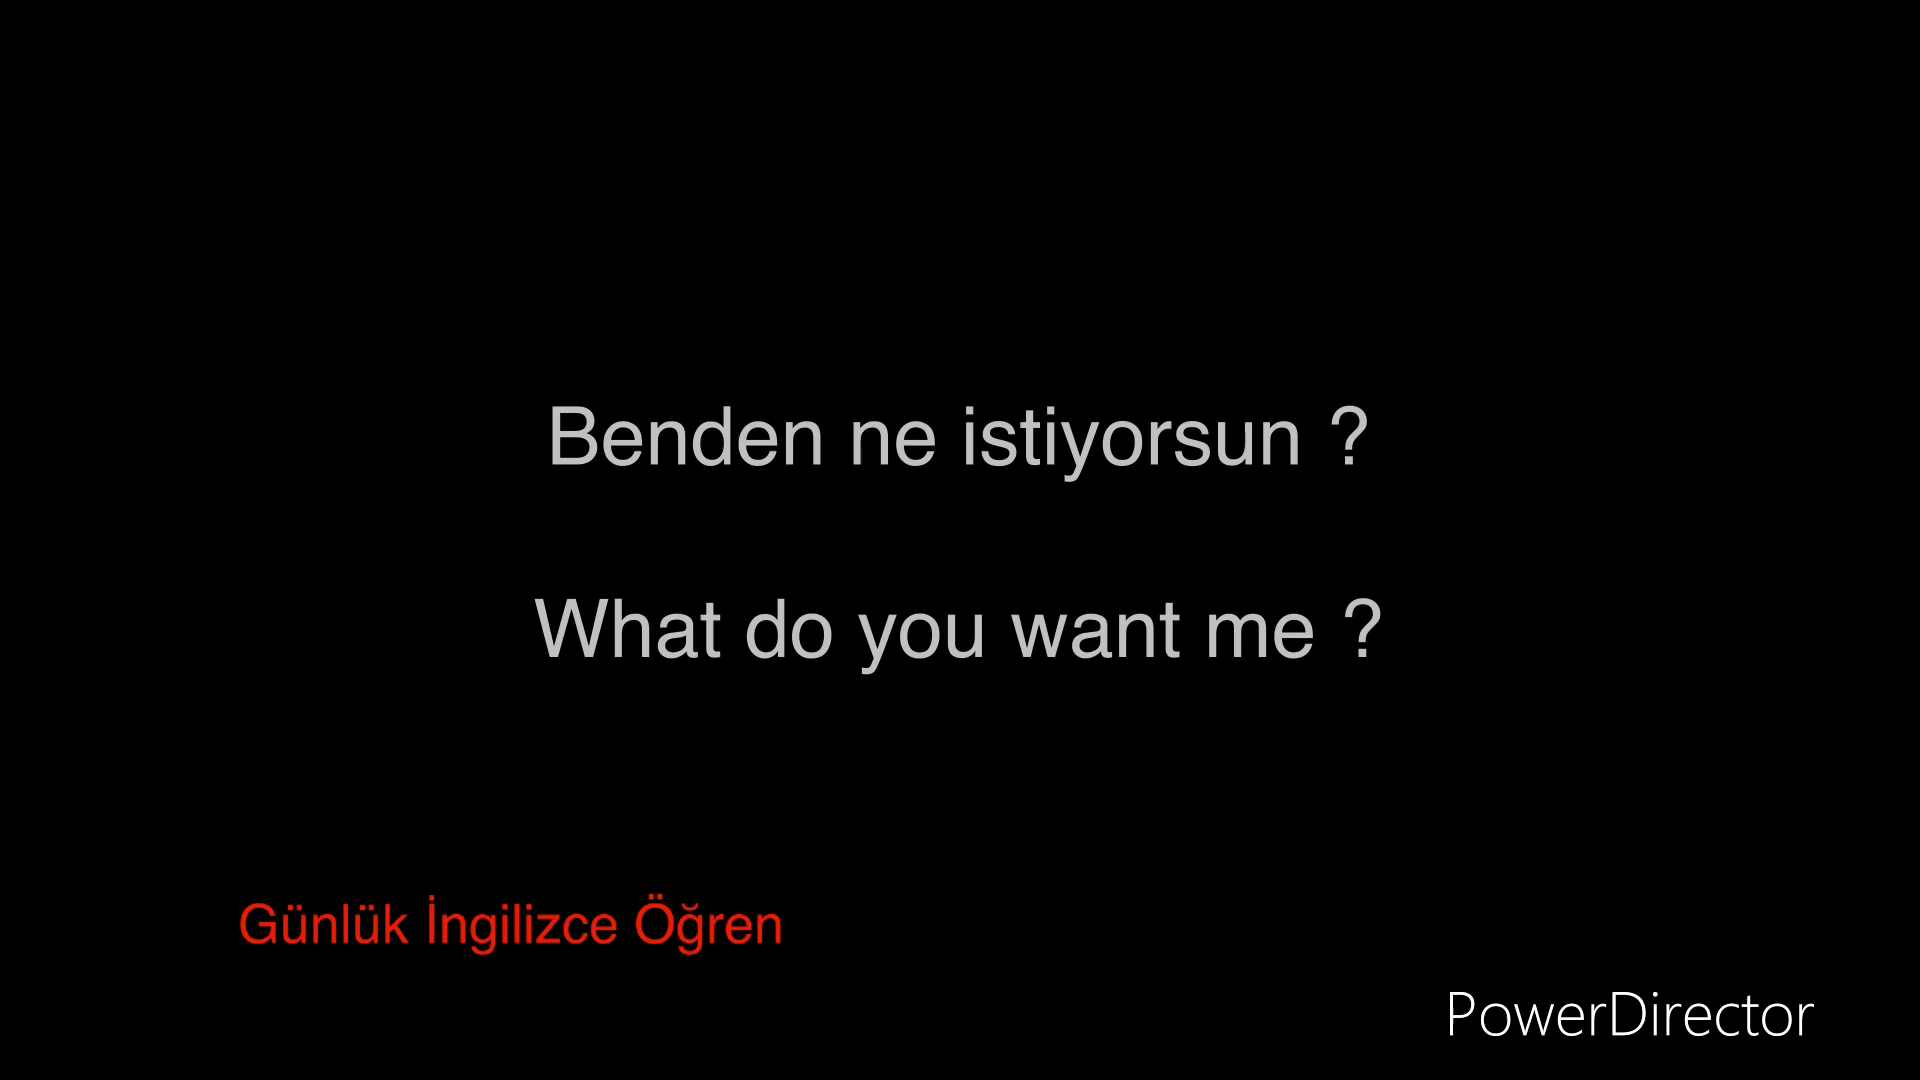 Benden ne istiyorsun ?
What do you want me ?
Günlük İngilizce Öğren
PowerDirector